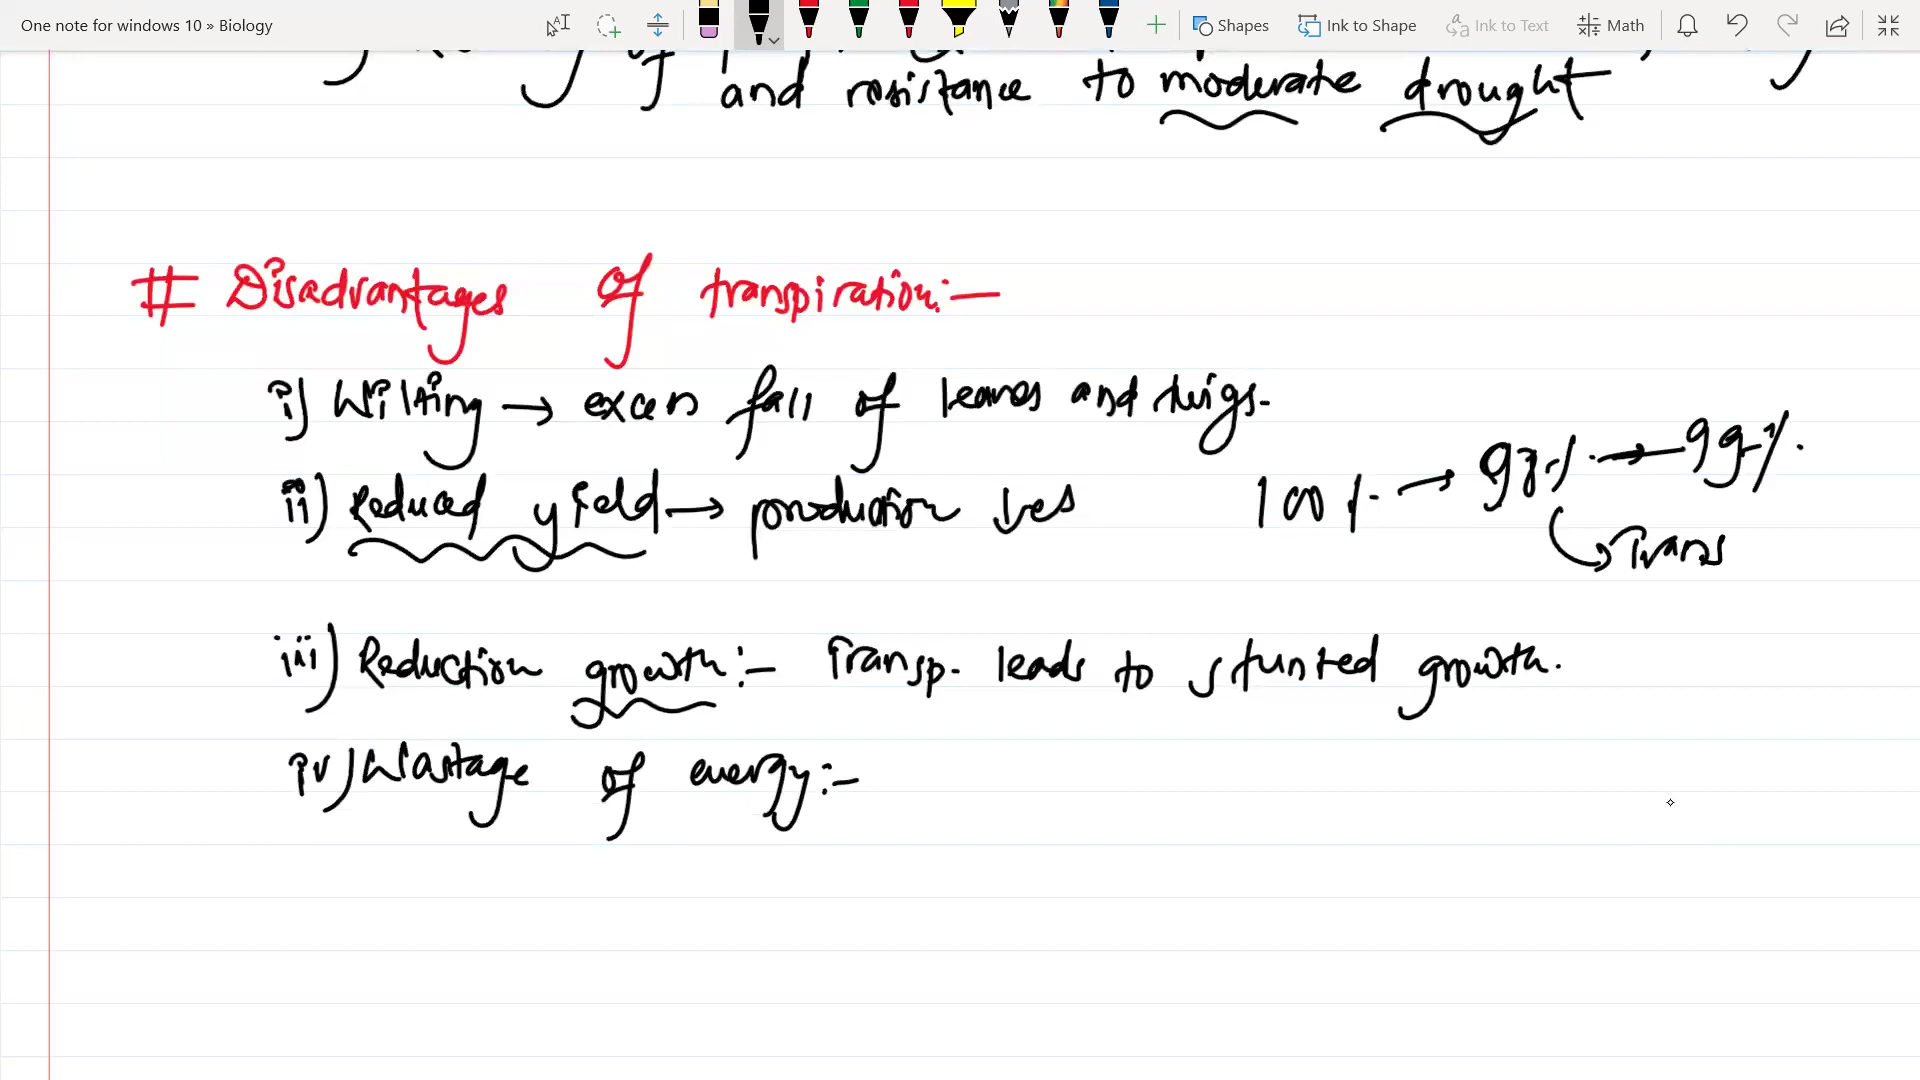 One note for windows 10 » Biology
Shapes Ink to Shape Ink to Text Math
and resistance to moderate drought
# Disadvantages of transpiration:-
i) Wilting → excess fall of leaves and twigs.
ii) Reduced yield → production ↓es
100%. → 98%. → 99%.
Trans
iii) Reduction growth:- Transp. leads to stunted growth.
iv) Wastage of energy:-